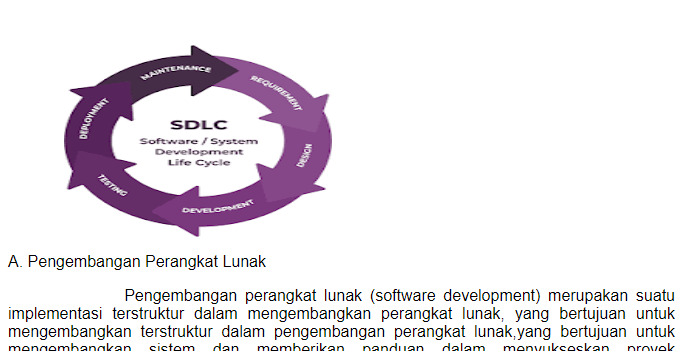 MAINTENANCE
REQUIREMENT
DESIGN
DEVELOPMENT
TESTING
DEPLOYMENT
SDLC
Software / System
Development
Life Cycle
A. Pengembangan Perangkat Lunak
Pengembangan perangkat lunak (software development) merupakan suatu
implementasi terstruktur dalam mengembangkan perangkat lunak, yang bertujuan untuk
mengembangkan terstruktur dalam pengembangan perangkat lunak,yang bertujuan untuk
mengembangkan sistem dan memberikan panduan dalam menyukseskan proyek